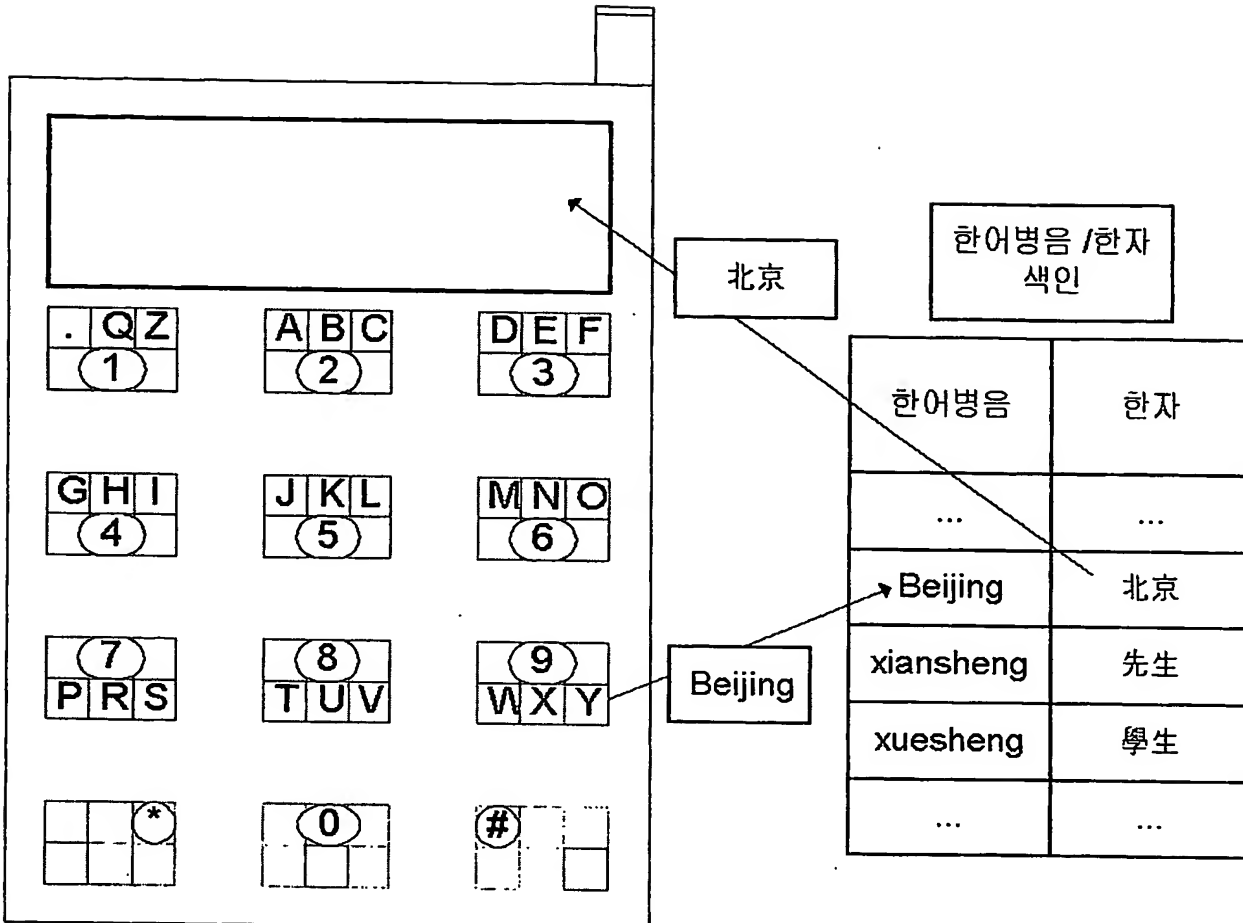 . Q Z
1
A B C
2
D E F
3
G H I
4
J K L
5
M N O
6
7
P R S
8
T U V
9
W X Y
*
0
#
北京
Beijing
한어병음 /한자
색인
한어병음 한자
... ...
Beijing 北京
xiansheng 先生
xuesheng 學生
... ...